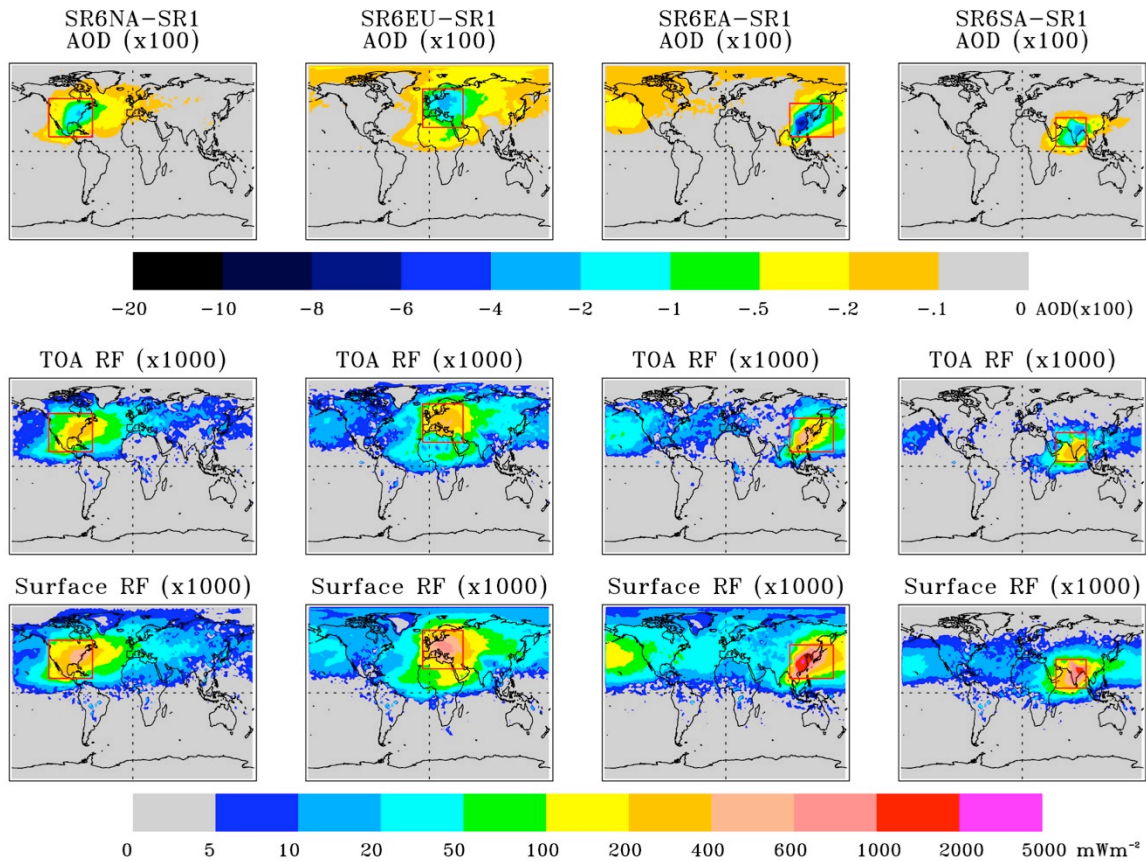 SR6NA-SR1 SR6EU-SR1 SR6EA-SR1 SR6SA-SR1
AOD (x100) AOD (x100) AOD (x100) AOD (x100)
-20 -10 -8 -6 -4 -2 -1 -.5 -.2 -.1 0 AOD(x100)
TOA RF (x1000) TOA RF (x1000) TOA RF (x1000) TOA RF (x1000)
Surface RF (x1000) Surface RF (x1000) Surface RF (x1000) Surface RF (x1000)
0 5 10 20 50 100 200 400 600 1000 2000 5000 mWm⁻²